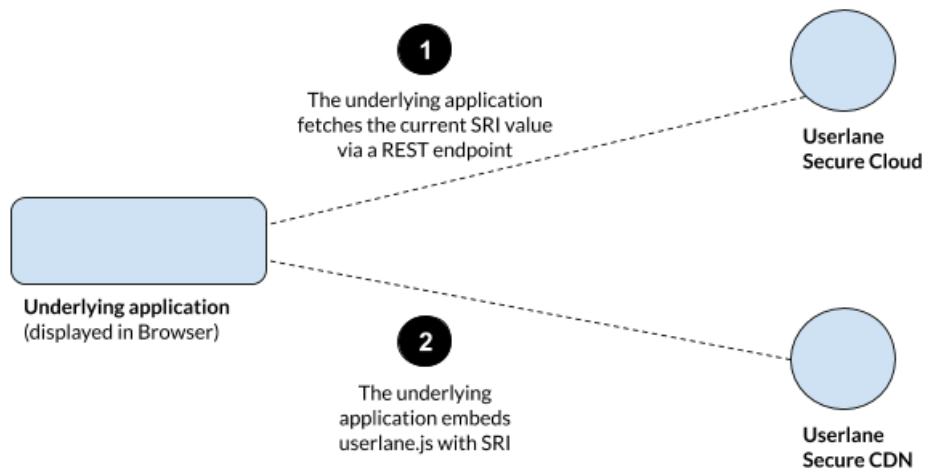 1
The underlying application
fetches the current SRI value
via a REST endpoint
Userlane
Secure Cloud
Underlying application
(displayed in Browser)
2
The underlying
application embeds
userlane.js with SRI
Userlane
Secure CDN